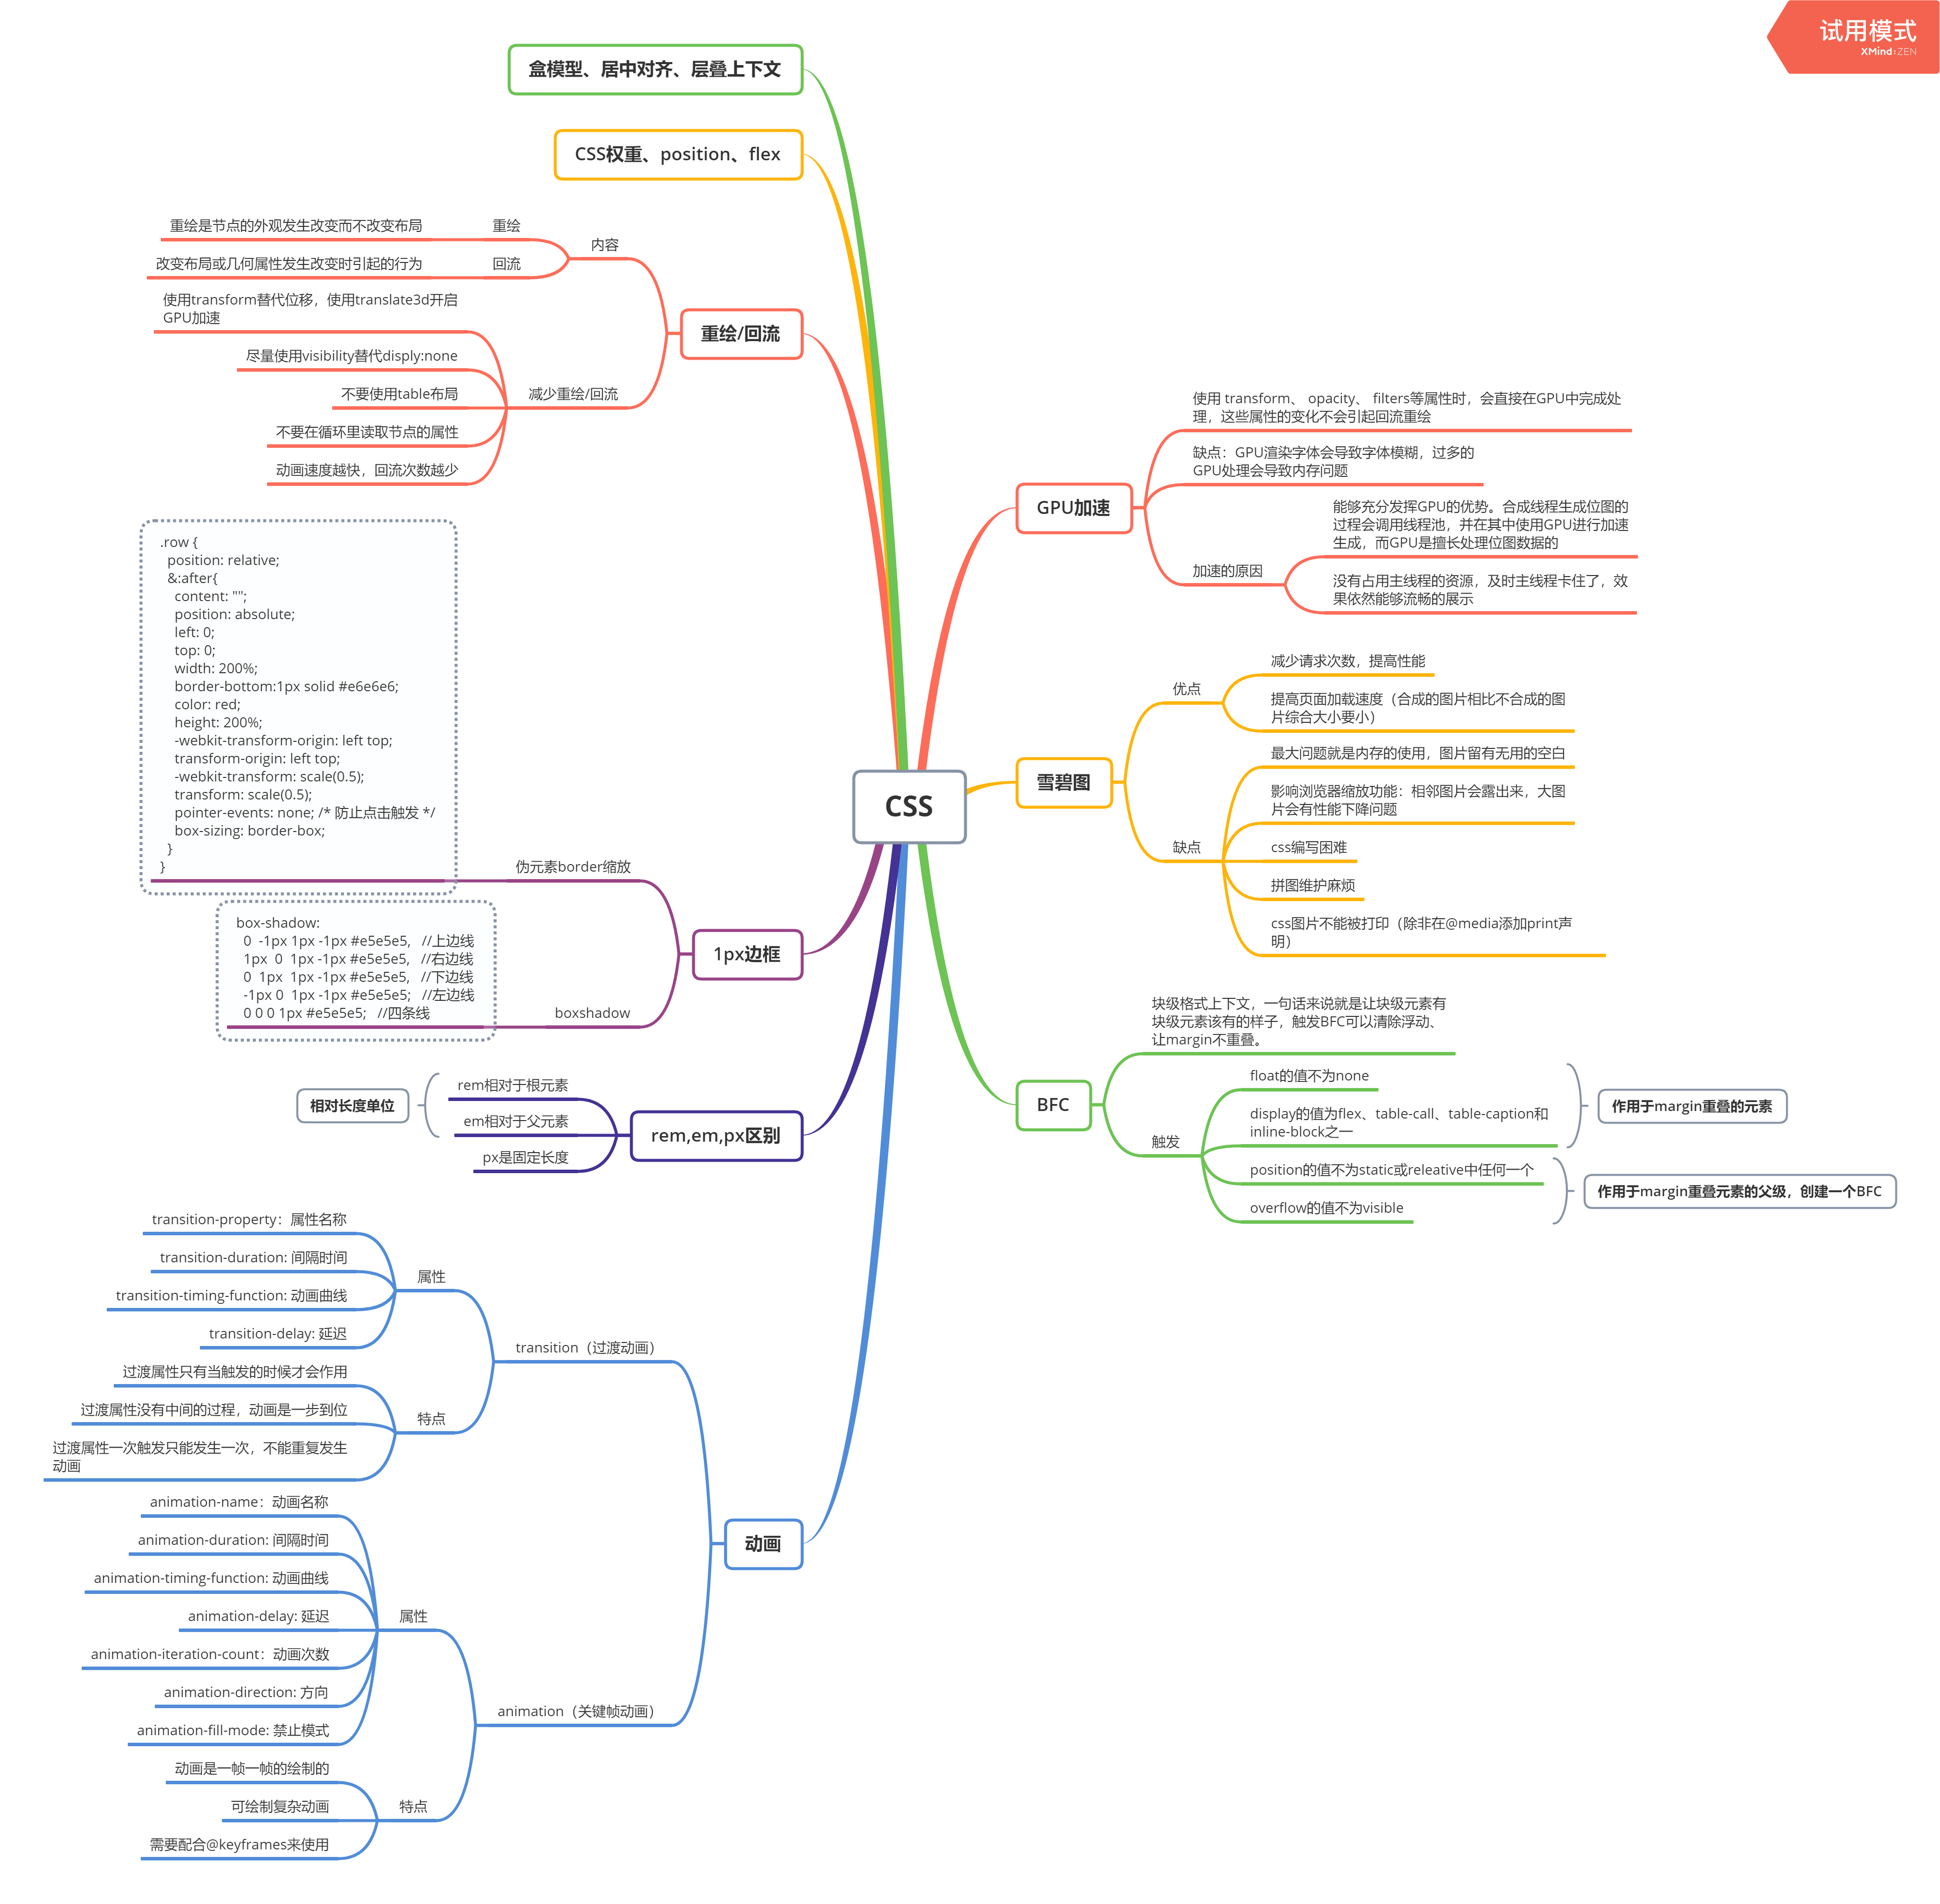 试用模式
XMind:ZEN
盒模型、居中对齐、层叠上下文
CSS权重、position、flex
重绘是节点的外观发生改变而不改变布局
重绘
改变布局或几何属性发生改变时引起的行为
回流
内容
使用transform替代位移，使用translate3d开启
GPU加速
尽量使用visibility替代disply:none
不要使用table布局
不要在循环里读取节点的属性
动画速度越快，回流次数越少
减少重绘/回流
重绘/回流
.row {
position: relative;
&:after{
content: "";
position: absolute;
left: 0;
top: 0;
width: 200%;
border-bottom:1px solid #e6e6e6;
color: red;
height: 200%;
-webkit-transform-origin: left top;
transform-origin: left top;
-webkit-transform: scale(0.5);
transform: scale(0.5);
pointer-events: none; /* 防止点击触发 */
box-sizing: border-box;
}
}
伪元素border缩放
box-shadow:
0  -1px 1px -1px #e5e5e5,   //上边线
1px  0  1px -1px #e5e5e5,   //右边线
0  1px  1px -1px #e5e5e5,   //下边线
-1px 0  1px -1px #e5e5e5;   //左边线
0 0 0 1px #e5e5e5;   //四条线
boxshadow
1px边框
相对长度单位
rem相对于根元素
em相对于父元素
px是固定长度
rem,em,px区别
transition-property：属性名称
transition-duration: 间隔时间
transition-timing-function: 动画曲线
transition-delay: 延迟
属性
过渡属性只有当触发的时候才会作用
过渡属性没有中间的过程，动画是一步到位
过渡属性一次触发只能发生一次，不能重复发生
动画
特点
transition（过渡动画）
animation-name：动画名称
animation-duration: 间隔时间
animation-timing-function: 动画曲线
animation-delay: 延迟
animation-iteration-count：动画次数
animation-direction: 方向
animation-fill-mode: 禁止模式
属性
动画是一帧一帧的绘制的
可绘制复杂动画
需要配合@keyframes来使用
特点
animation（关键帧动画）
动画
CSS
GPU加速
使用 transform、 opacity、 filters等属性时，会直接在GPU中完成处
理，这些属性的变化不会引起回流重绘
缺点：GPU渲染字体会导致字体模糊，过多的
GPU处理会导致内存问题
加速的原因
能够充分发挥GPU的优势。合成线程生成位图的
过程会调用线程池，并在其中使用GPU进行加速
生成，而GPU是擅长处理位图数据的
没有占用主线程的资源，及时主线程卡住了，效
果依然能够流畅的展示
雪碧图
优点
减少请求次数，提高性能
提高页面加载速度（合成的图片相比不合成的图
片综合大小要小）
缺点
最大问题就是内存的使用，图片留有无用的空白
影响浏览器缩放功能：相邻图片会露出来，大图
片会有性能下降问题
css编写困难
拼图维护麻烦
css图片不能被打印（除非在@media添加print声
明）
BFC
块级格式上下文，一句话来说就是让块级元素有
块级元素该有的样子，触发BFC可以清除浮动、
让margin不重叠。
触发
float的值不为none
display的值为flex、table-call、table-caption和
inline-block之一
作用于margin重叠的元素
position的值不为static或releative中任何一个
overflow的值不为visible
作用于margin重叠元素的父级，创建一个BFC